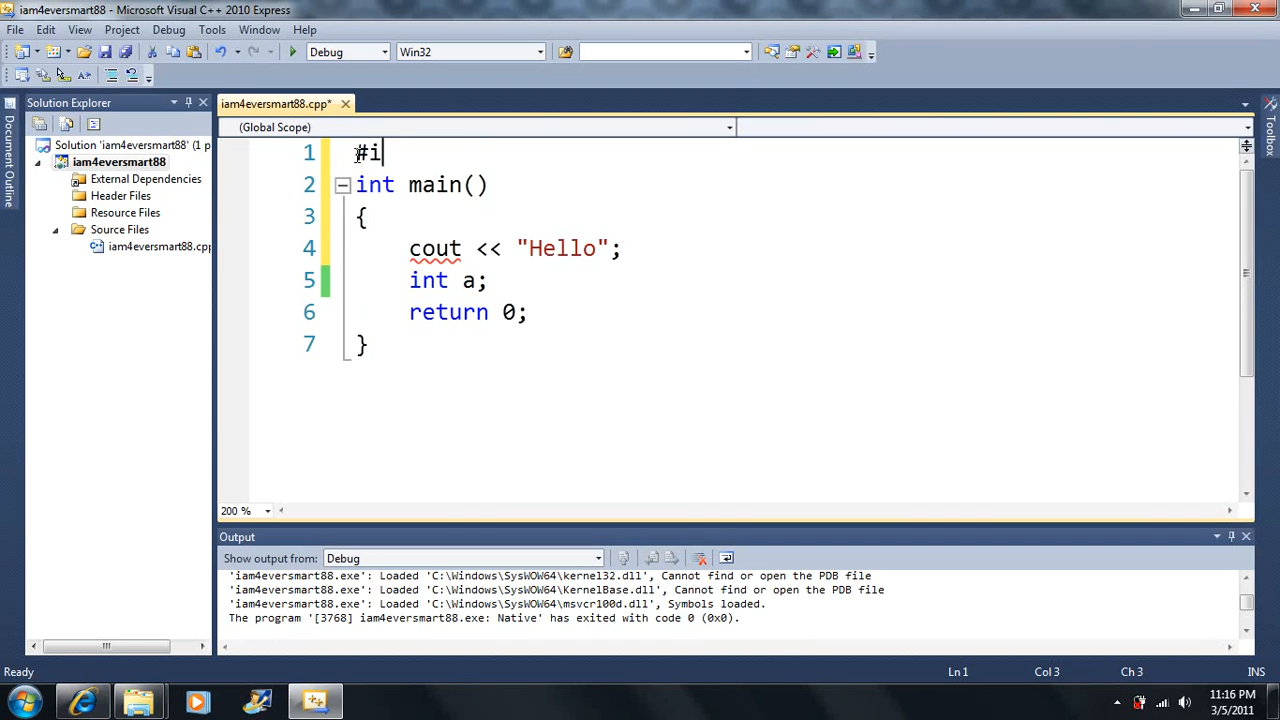 iam4eversmart88 - Microsoft Visual C++ 2010 Express
File Edit View Project Debug Tools Window Help
Debug Win32
Solution Explorer
iam4eversmart88.cpp*
(Global Scope)
Document Outline
Toolbox
Solution 'iam4eversmart88' (1 project)
iam4eversmart88
External Dependencies
Header Files
Resource Files
Source Files
iam4eversmart88.cpp
1 #i
2 int main()
3 {
4 cout << "Hello";
5 int a;
6 return 0;
7 }
200 %
Output
Show output from: Debug
'iam4eversmart88.exe': Loaded 'C:\Windows\SysWOW64\kernel32.dll', Cannot find or open the PDB file
'iam4eversmart88.exe': Loaded 'C:\Windows\SysWOW64\KernelBase.dll', Cannot find or open the PDB file
'iam4eversmart88.exe': Loaded 'C:\Windows\SysWOW64\msvcr100d.dll', Symbols loaded.
The program '[3768] iam4eversmart88.exe: Native' has exited with code 0 (0x0).
Ready Ln 1 Col 3 Ch 3 INS
11:16 PM
3/5/2011